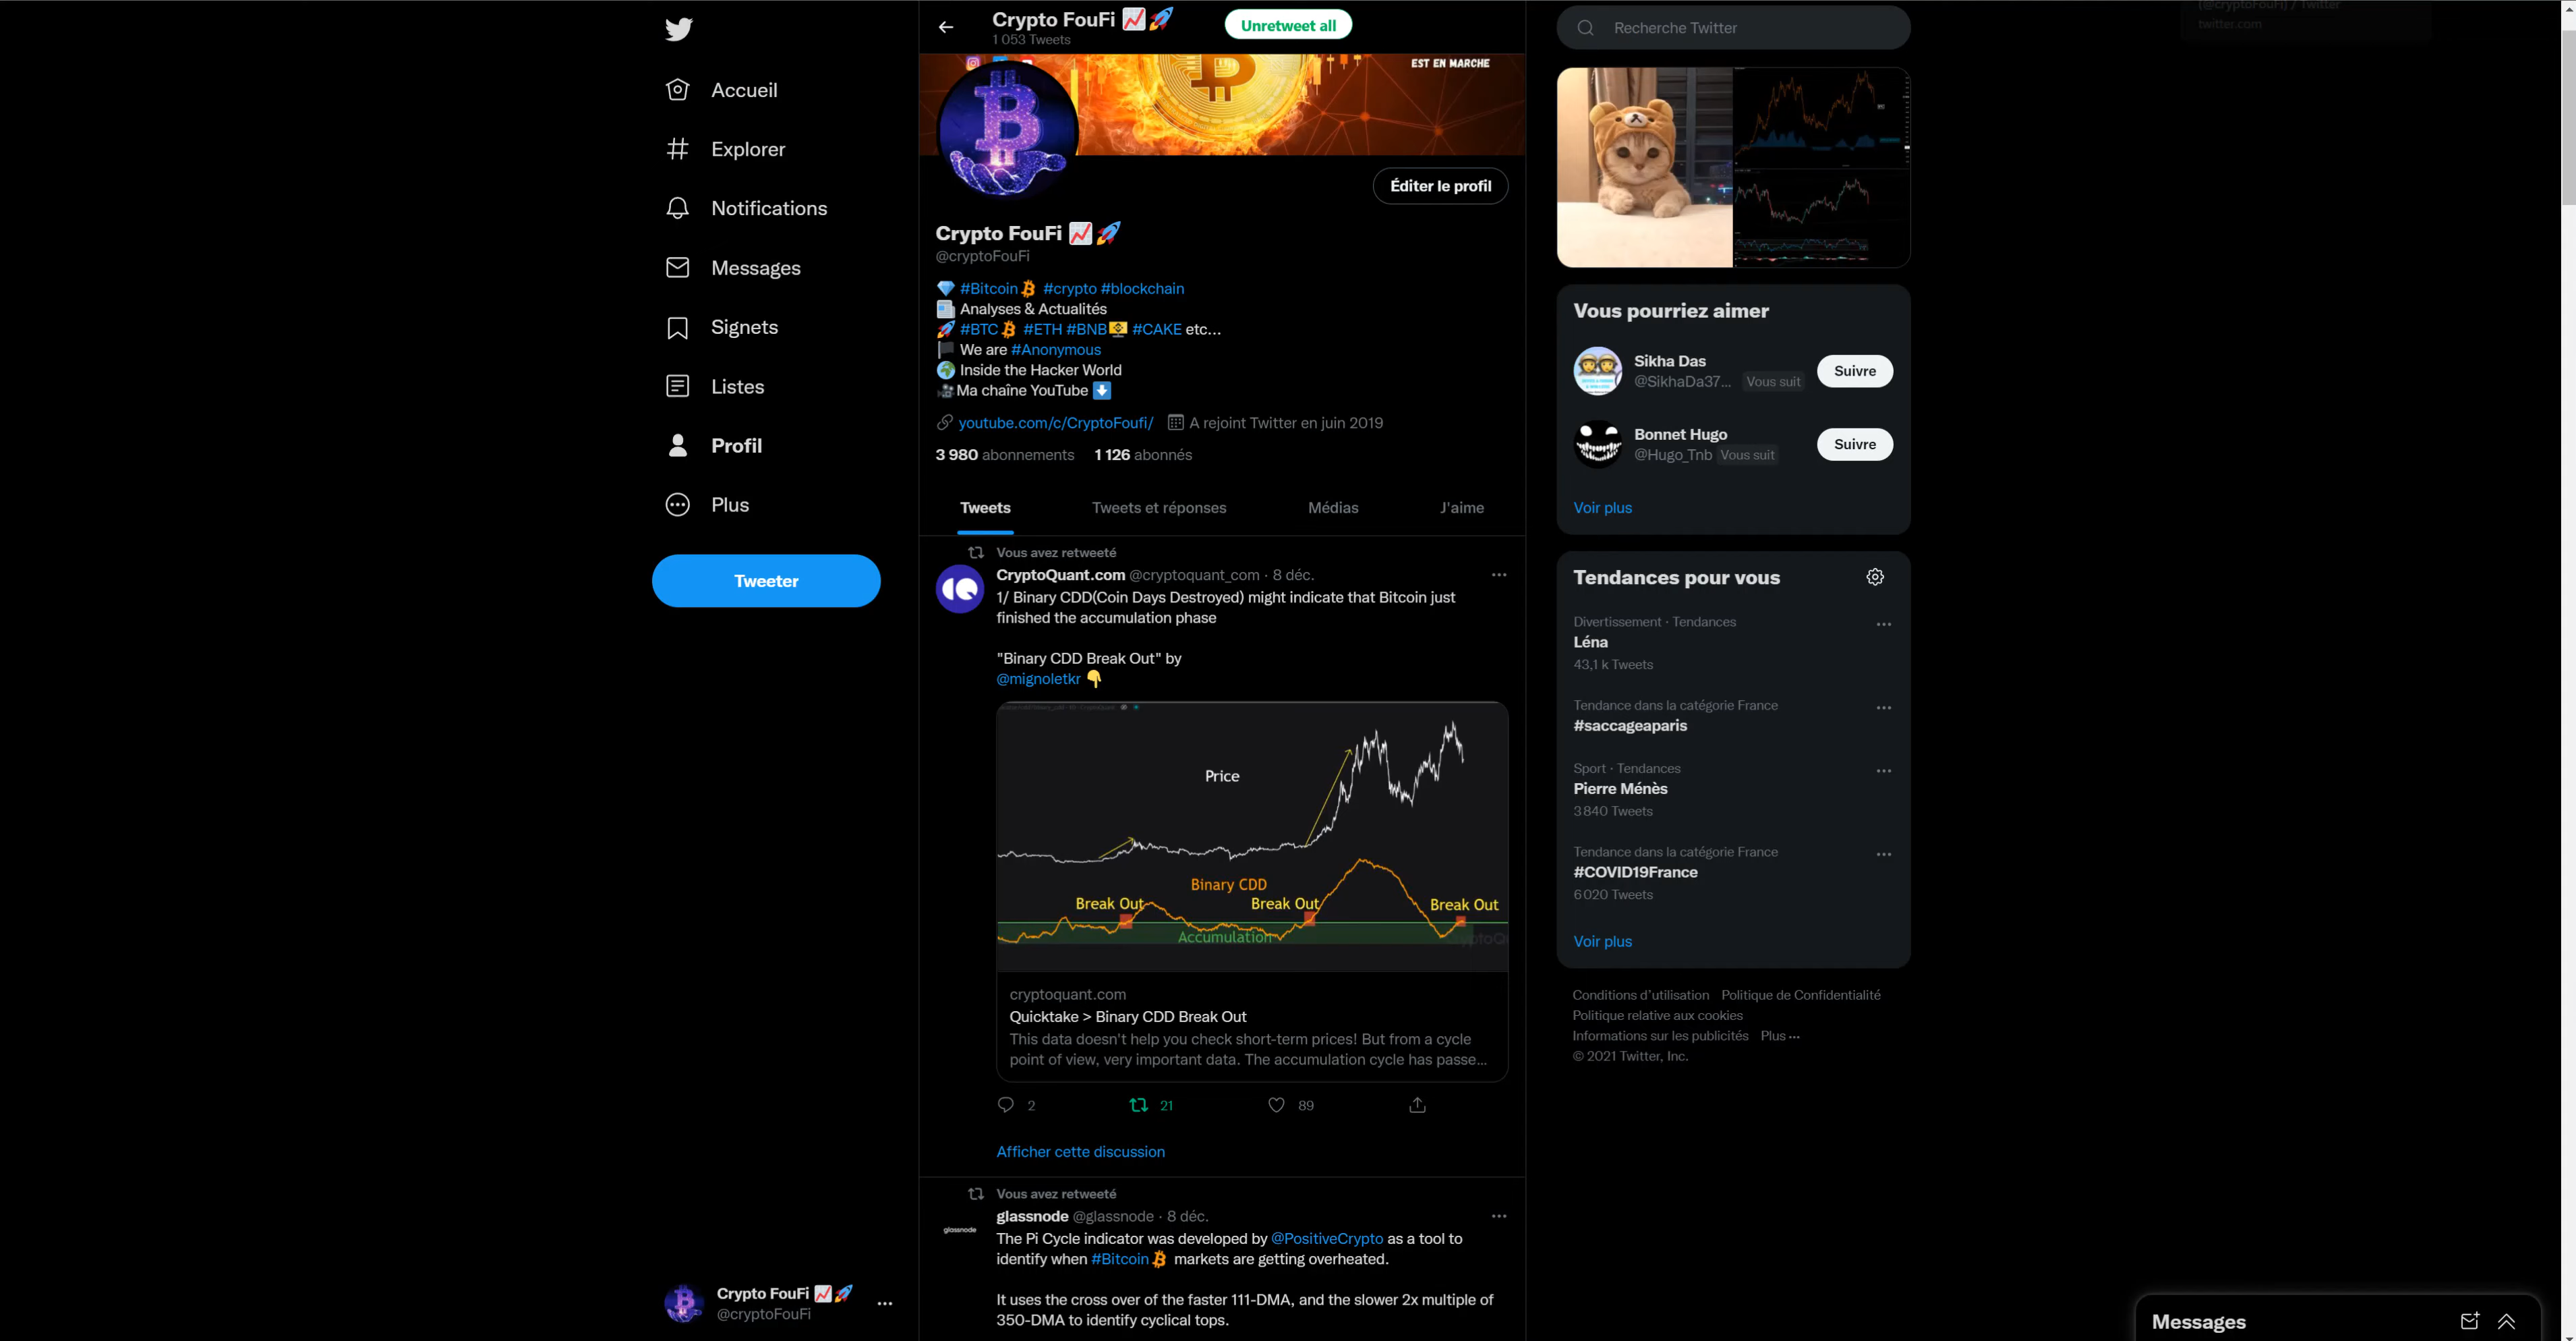 Accueil
Explorer
Notifications
Messages
Signets
Listes
Profil
Plus
Tweeter
Crypto FouFi 📈🚀
@cryptoFouFi
Crypto FouFi 📈🚀
1 053 Tweets
Unretweet all
EST EN MARCHE
Éditer le profil
Crypto FouFi 📈🚀
@cryptoFouFi
💎 #Bitcoin #crypto #blockchain
📰 Analyses & Actualités
🚀 #BTC #ETH #BNB #CAKE etc...
🏴 We are #Anonymous
🌍 Inside the Hacker World
🎥Ma chaîne YouTube ⬇️
youtube.com/c/CryptoFoufi/ A rejoint Twitter en juin 2019
3 980 abonnements 1 126 abonnés
Tweets Tweets et réponses Médias J'aime
Vous avez retweeté
CryptoQuant.com @cryptoquant_com · 8 déc.
1/ Binary CDD(Coin Days Destroyed) might indicate that Bitcoin just
finished the accumulation phase
"Binary CDD Break Out" by
@mignoletkr 👇
Price
Binary CDD
Break Out Break Out Break Out
Accumulation
cryptoquant.com
Quicktake > Binary CDD Break Out
This data doesn't help you check short-term prices! But from a cycle
point of view, very important data. The accumulation cycle has passe...
2 21 89
Afficher cette discussion
Vous avez retweeté
glassnode
glassnode @glassnode · 8 déc.
The Pi Cycle indicator was developed by @PositiveCrypto as a tool to
identify when #Bitcoin markets are getting overheated.
It uses the cross over of the faster 111-DMA, and the slower 2x multiple of
350-DMA to identify cyclical tops.
Recherche Twitter
Vous pourriez aimer
Sikha Das
@SikhaDa37... Vous suit
Suivre
Bonnet Hugo
@Hugo_Tnb Vous suit
Suivre
Voir plus
Tendances pour vous
Divertissement · Tendances
Léna
43,1 k Tweets
Tendance dans la catégorie France
#saccageaparis
Sport · Tendances
Pierre Ménès
3 840 Tweets
Tendance dans la catégorie France
#COVID19France
6 020 Tweets
Voir plus
Conditions d'utilisation Politique de Confidentialité
Politique relative aux cookies
Informations sur les publicités Plus ...
© 2021 Twitter, Inc.
(@cryptoFouFi) / Twitter
twitter.com
Messages